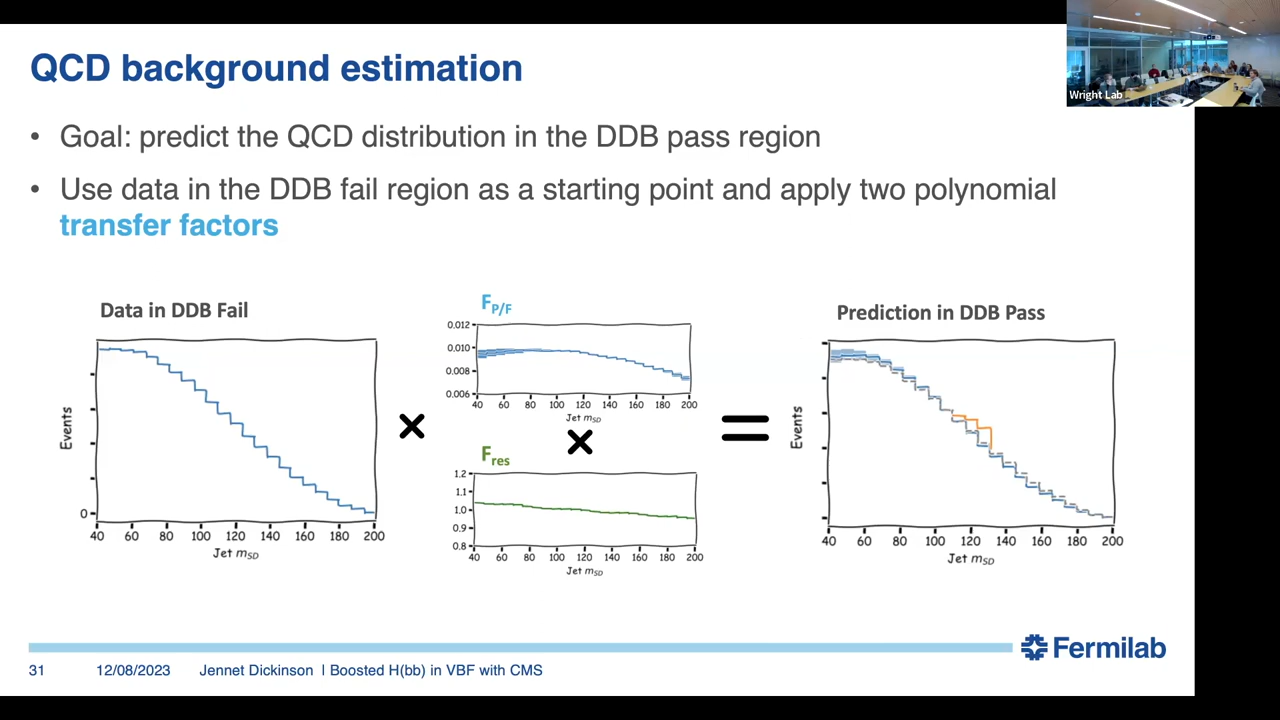 QCD background estimation
Wright Lab
• Goal: predict the QCD distribution in the DDB pass region
• Use data in the DDB fail region as a starting point and apply two polynomial
transfer factors
Data in DDB Fail
Events
0
40 60 80 100 120 140 160 180 200
Jet mSD
×
FP/F
0.012
0.010
0.008
0.006
40 60 80 100 120 140 160 180 200
Jet mSD
×
Fres
1.2
1.1
1.0
0.9
0.8
40 60 80 100 120 140 160 180 200
Jet mSD
=
Prediction in DDB Pass
Events
40 60 80 100 120 140 160 180 200
Jet mSD
Fermilab
31 12/08/2023 Jennet Dickinson | Boosted H(bb) in VBF with CMS